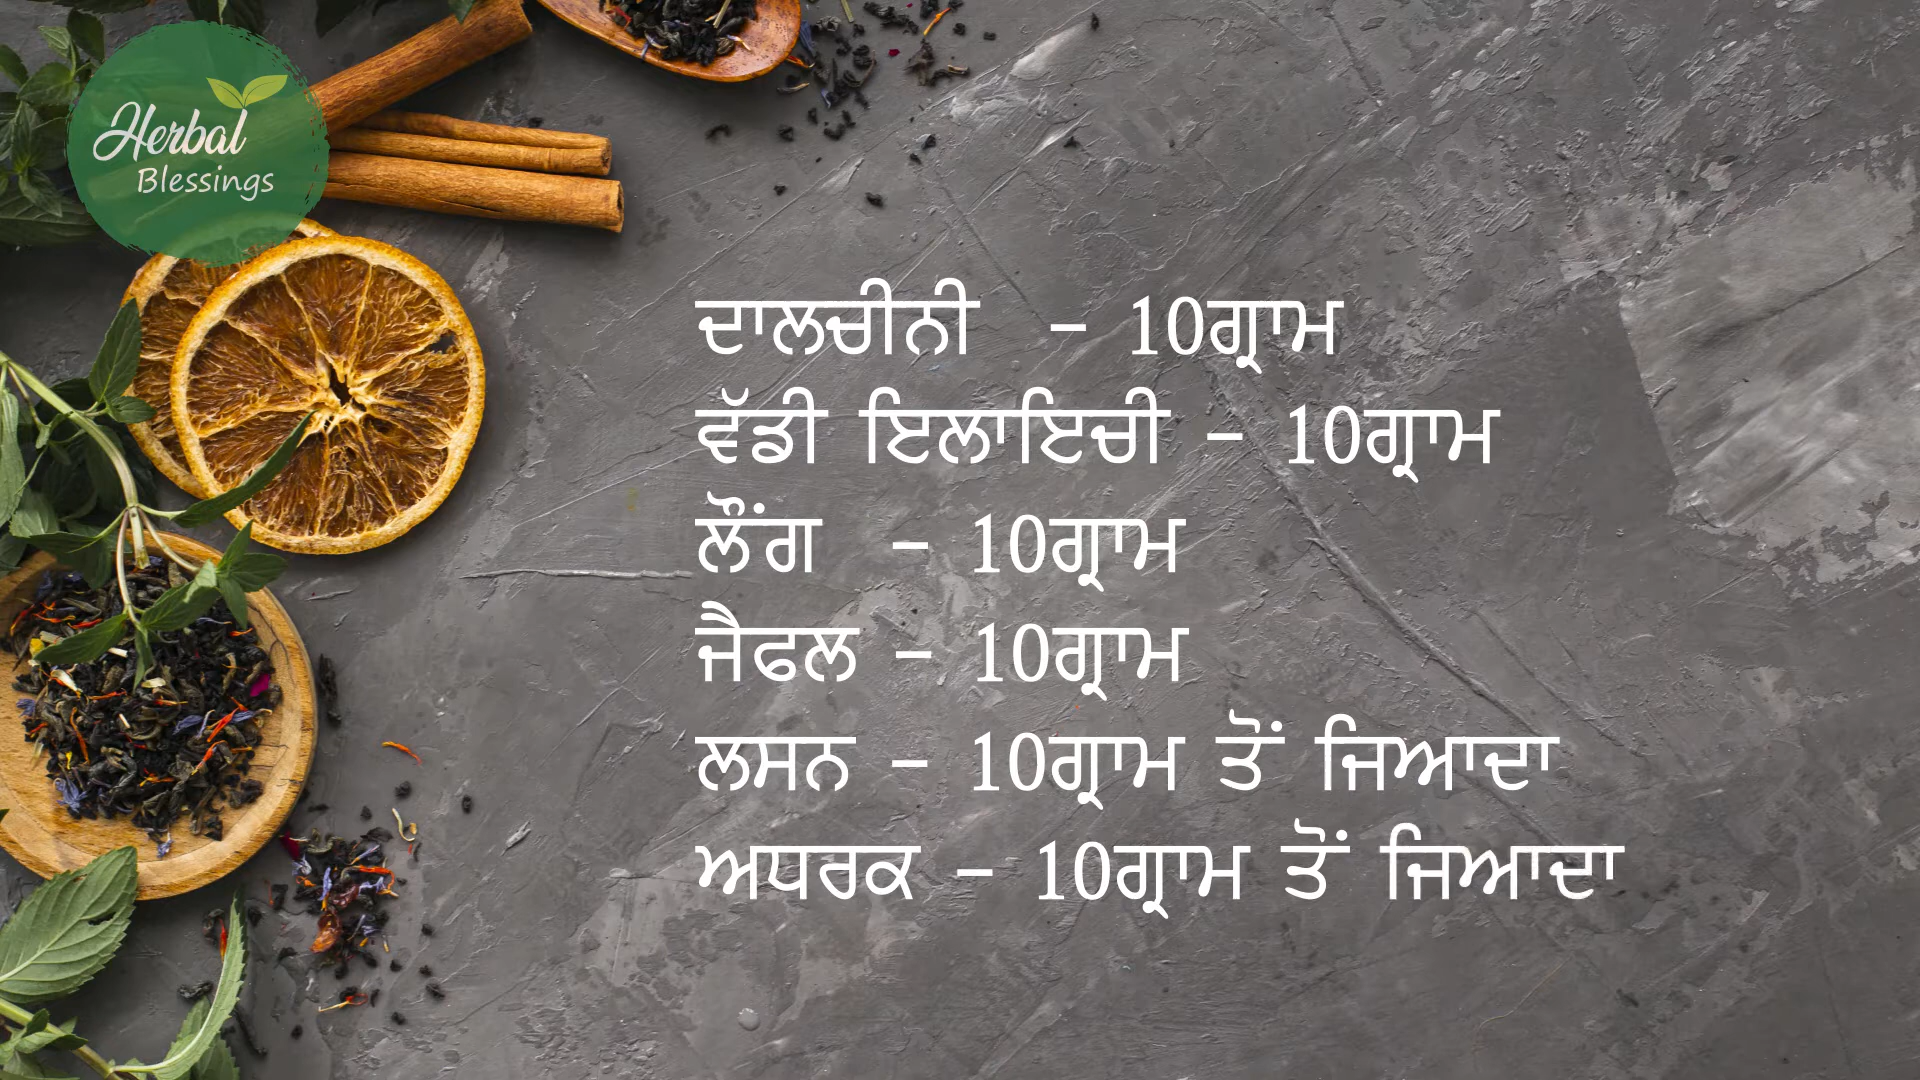 Herbal
Blessings
ਦਾਲਚੀਨੀ - 10ਗ੍ਰਾਮ
ਵੱਡੀ ਇਲਾਇਚੀ - 10ਗ੍ਰਾਮ
ਲੌਂਗ - 10ਗ੍ਰਾਮ
ਜੈਫਲ - 10ਗ੍ਰਾਮ
ਲਸਨ - 10ਗ੍ਰਾਮ ਤੋਂ ਜਿਆਦਾ
ਅਧਰਕ - 10ਗ੍ਰਾਮ ਤੋਂ ਜਿਆਦਾ